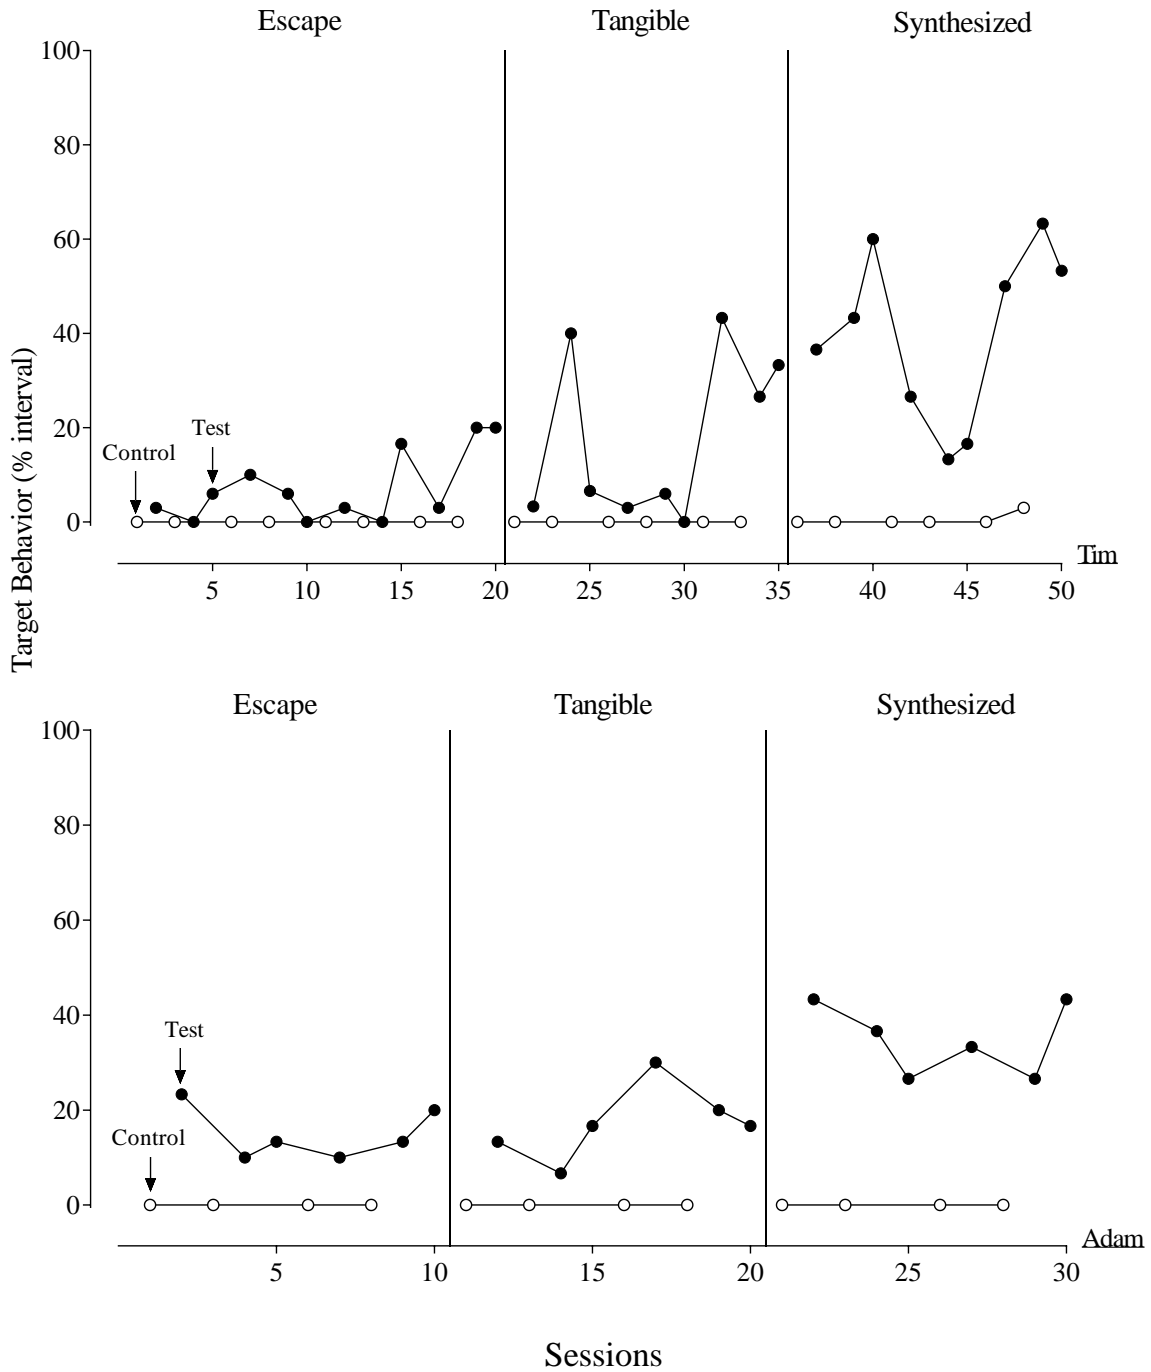 Escape Tangible Synthesized
100
80
60
40
20
0
Test
Control
Tim
5 10 15 20 25 30 35 40 45 50
Target Behavior (% interval)
Escape Tangible Synthesized
100
80
60
40
20
0
Test
Control
Adam
5 10 15 20 25 30
Sessions